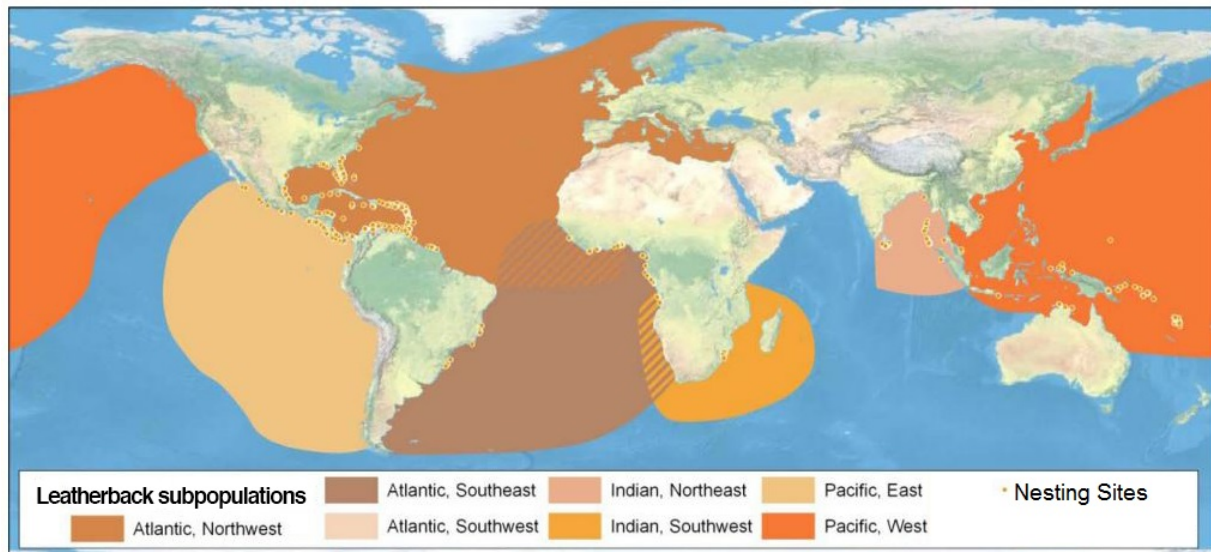 Leatherback subpopulations
Atlantic, Northwest
Atlantic, Southeast
Atlantic, Southwest
Indian, Northeast
Indian, Southwest
Pacific, East
Pacific, West
Nesting Sites